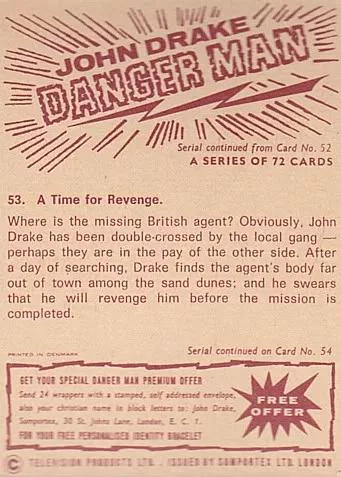 JOHN DRAKE
DANGER MAN
Serial continued from Card No. 52
A SERIES OF 72 CARDS
53. A Time for Revenge.
Where is the missing British agent? Obviously, John
Drake has been double-crossed by the local gang —
perhaps they are in the pay of the other side. After
a day of searching, Drake finds the agent's body far
out of town among the sand dunes; and he swears
that he will revenge him before the mission is
completed.
PRINTED IN DENMARK
Serial continued on Card No. 54
GET YOUR SPECIAL DANGER MAN PREMIUM OFFER
Send 24 wrappers with a stamped, self addressed envelope,
also your christian name in block letters to: John Drake,
Somportex, 30 St. Johns Lane, London, E. C. 1.
FOR YOUR FREE PERSONALISED IDENTITY BRACELET
FREE
OFFER
© TELEVISION PRODUCTS LTD., ISSUED BY SOMPORTEX LTD. LONDON